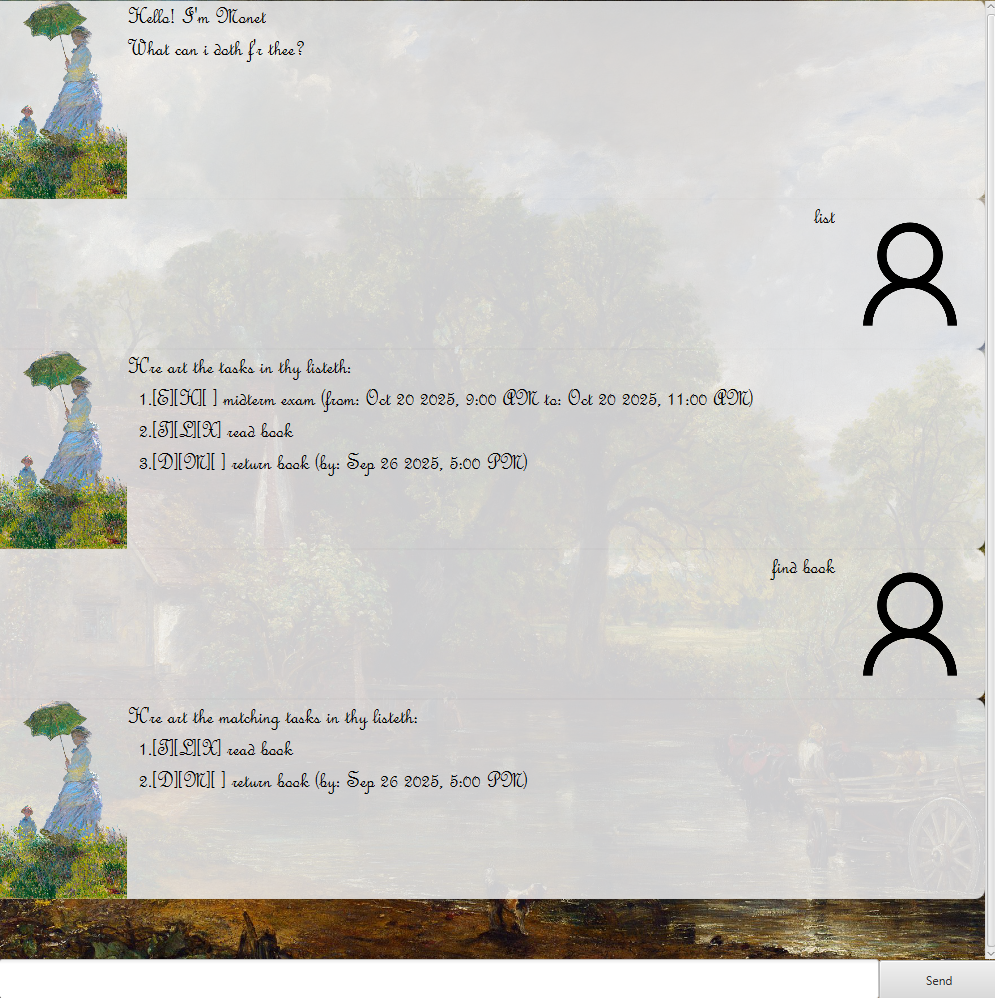 Hello! I'm Monet
What can i doth f'r thee?
list
H're art the tasks in thy listeth:
1.[E][H][ ] midterm exam (from: Oct 20 2025, 9:00 AM to: Oct 20 2025, 11:00 AM)
2.[T][L][X] read book
3.[D][M][ ] return book (by: Sep 26 2025, 5:00 PM)
find book
H're art the matching tasks in thy listeth:
1.[T][L][X] read book
2.[D][M][ ] return book (by: Sep 26 2025, 5:00 PM)
Send